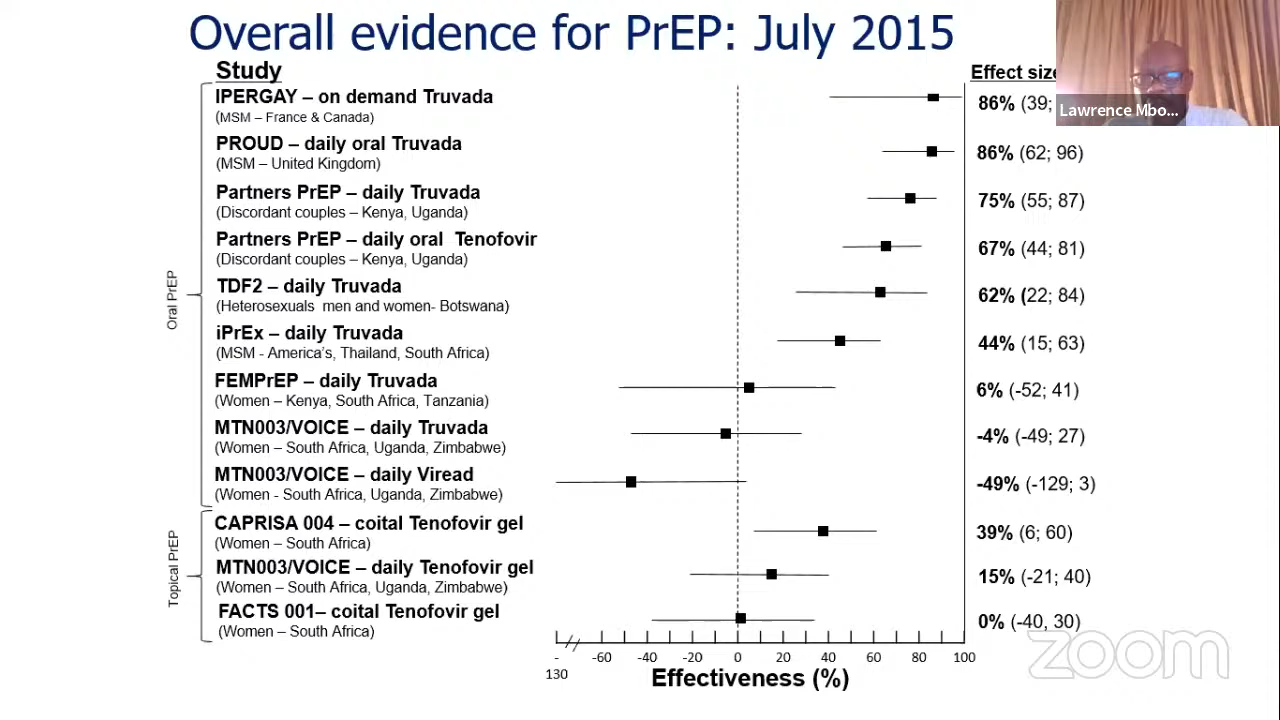 Overall evidence for PrEP: July 2015
Study
Effect size
IPERGAY – on demand Truvada
(MSM – France & Canada)
86% (39;
Lawrence Mbo...
PROUD – daily oral Truvada
(MSM – United Kingdom)
86% (62; 96)
Partners PrEP – daily Truvada
(Discordant couples – Kenya, Uganda)
75% (55; 87)
Partners PrEP – daily oral Tenofovir
(Discordant couples – Kenya, Uganda)
67% (44; 81)
TDF2 – daily Truvada
(Heterosexuals men and women- Botswana)
62% (22; 84)
iPrEx – daily Truvada
(MSM - America's, Thailand, South Africa)
44% (15; 63)
FEMPrEP – daily Truvada
(Women – Kenya, South Africa, Tanzania)
6% (-52; 41)
MTN003/VOICE – daily Truvada
(Women – South Africa, Uganda, Zimbabwe)
-4% (-49; 27)
MTN003/VOICE – daily Viread
(Women - South Africa, Uganda, Zimbabwe)
-49% (-129; 3)
Oral PrEP
CAPRISA 004 – coital Tenofovir gel
(Women – South Africa)
39% (6; 60)
MTN003/VOICE – daily Tenofovir gel
(Women – South Africa, Uganda, Zimbabwe)
15% (-21; 40)
FACTS 001– coital Tenofovir gel
(Women – South Africa)
0% (-40, 30)
Topical PrEP
-130 -60 -40 -20 0 20 40 60 80 100
Effectiveness (%)
zoom